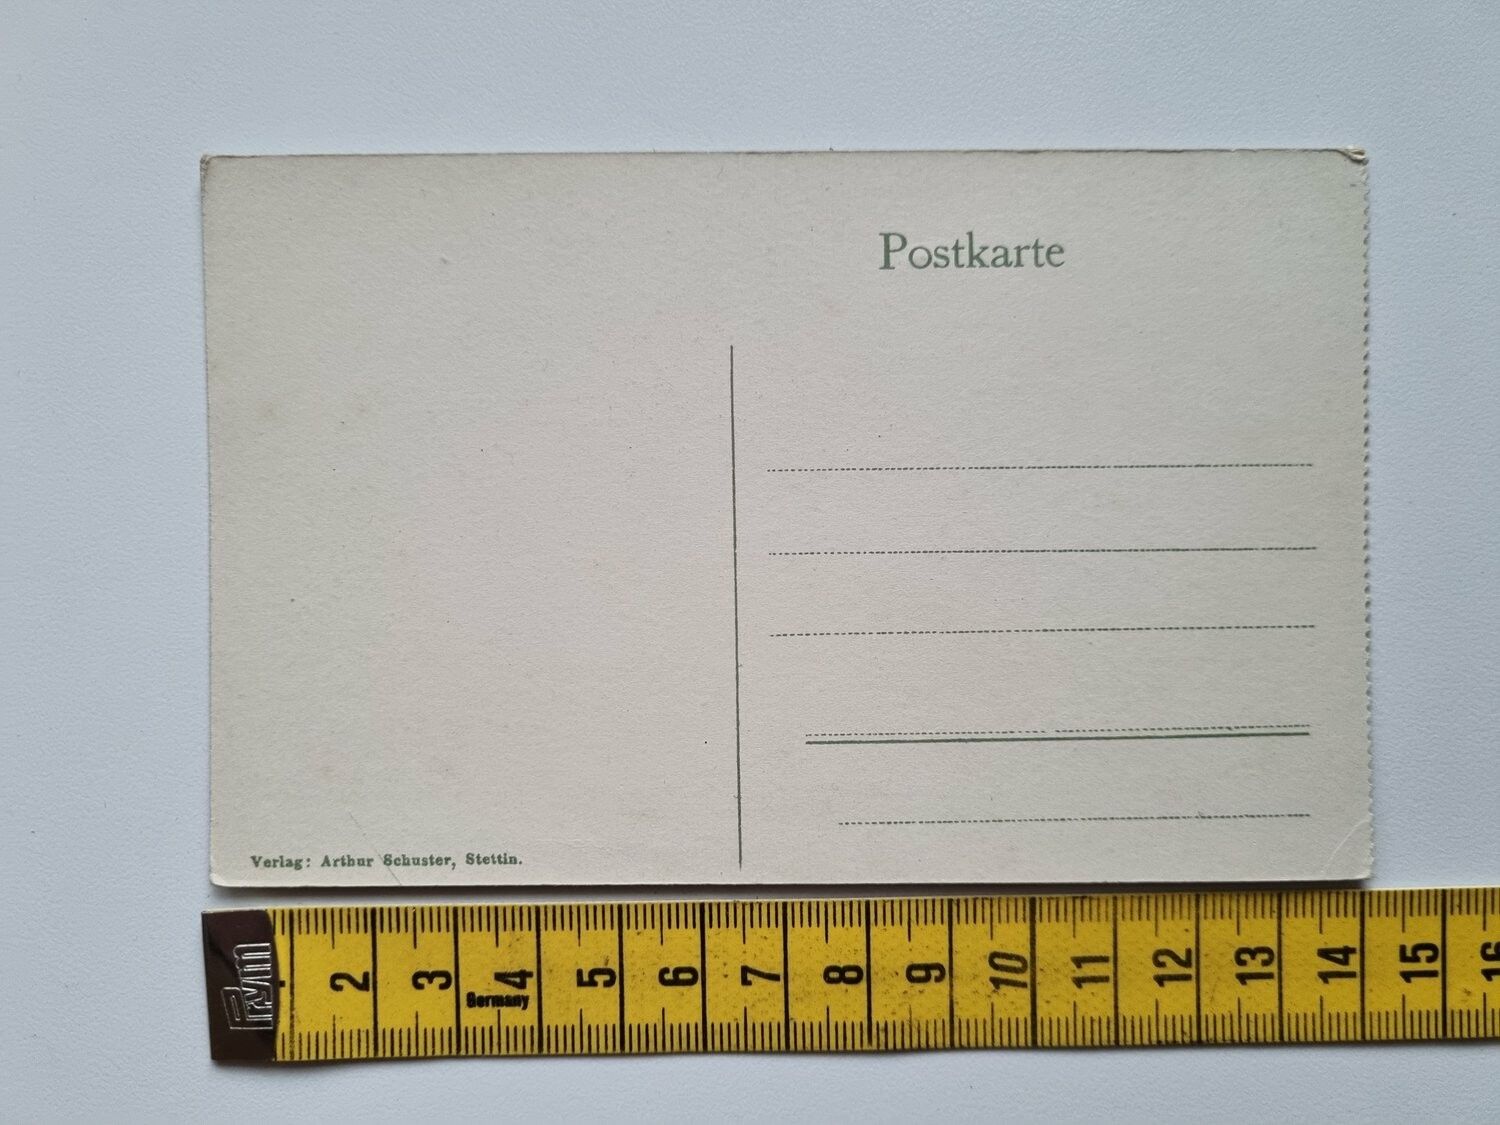 Postkarte
Verlag: Arthur Schuster, Stettin.
Prym
2 3 4 5 6 7 8 9 10 11 12 13 14 15 16
Germany